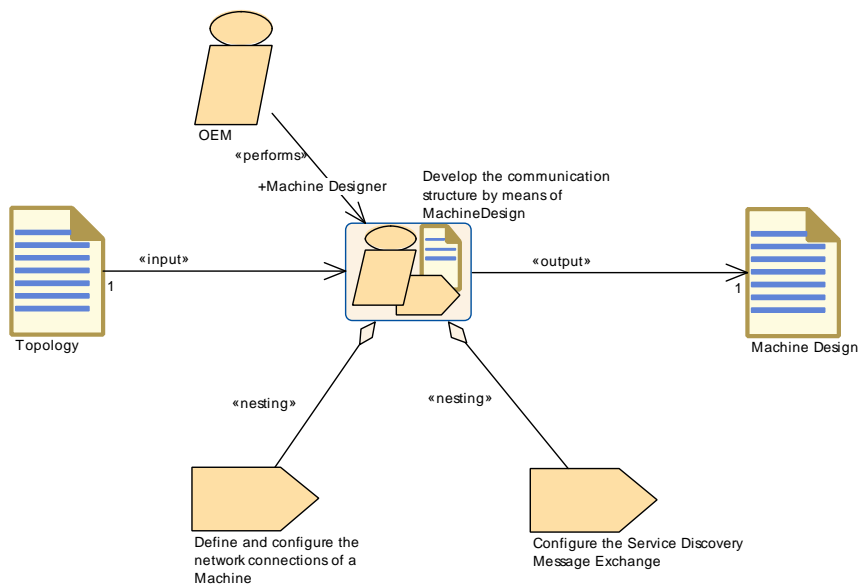 OEM
«performs»
+Machine Designer
Develop the communication
structure by means of
MachineDesign
«input»
1
«output»
1
Topology
Machine Design
«nesting»
«nesting»
Define and configure the
network connections of a
Machine
Configure the Service Discovery
Message Exchange